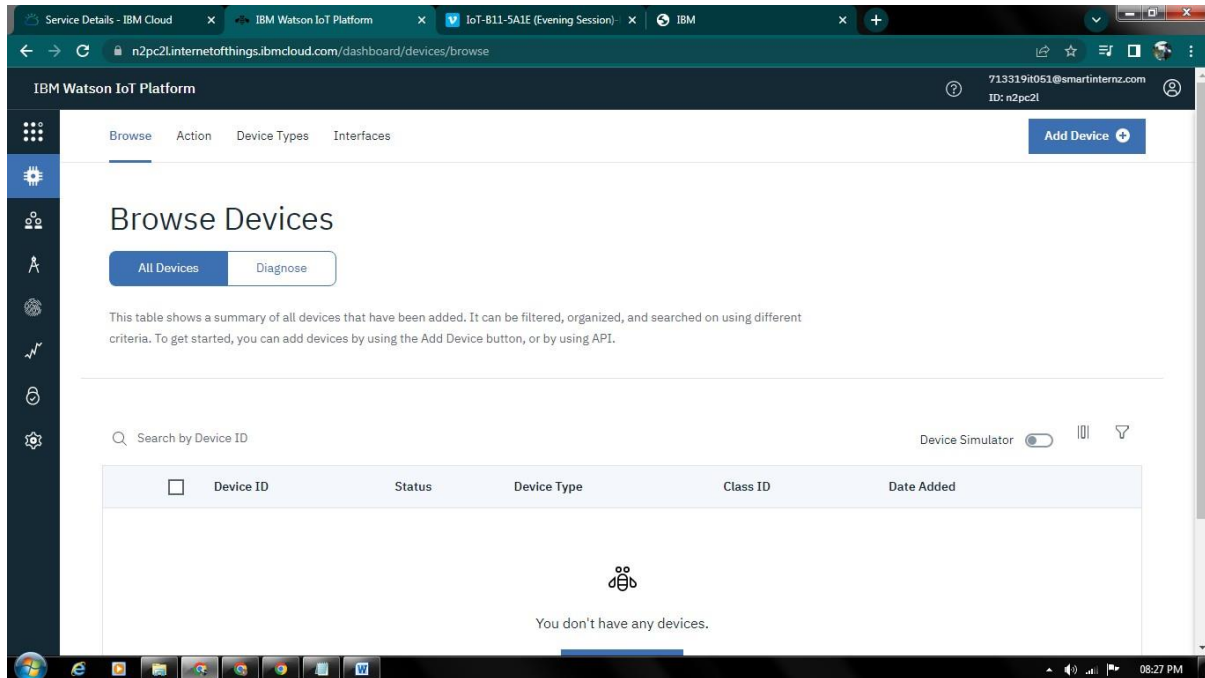 Service Details - IBM Cloud
IBM Watson IoT Platform
IoT-B11-5A1E (Evening Session)-
IBM
n2pc2l.internetofthings.ibmcloud.com/dashboard/devices/browse
IBM Watson IoT Platform
713319it051@smartinternz.com
ID: n2pc2l
Browse Action Device Types Interfaces Add Device
Browse Devices
All Devices Diagnose
This table shows a summary of all devices that have been added. It can be filtered, organized, and searched on using different
criteria. To get started, you can add devices by using the Add Device button, or by using API.
Search by Device ID Device Simulator
Device ID Status Device Type Class ID Date Added
You don't have any devices.
08:27 PM